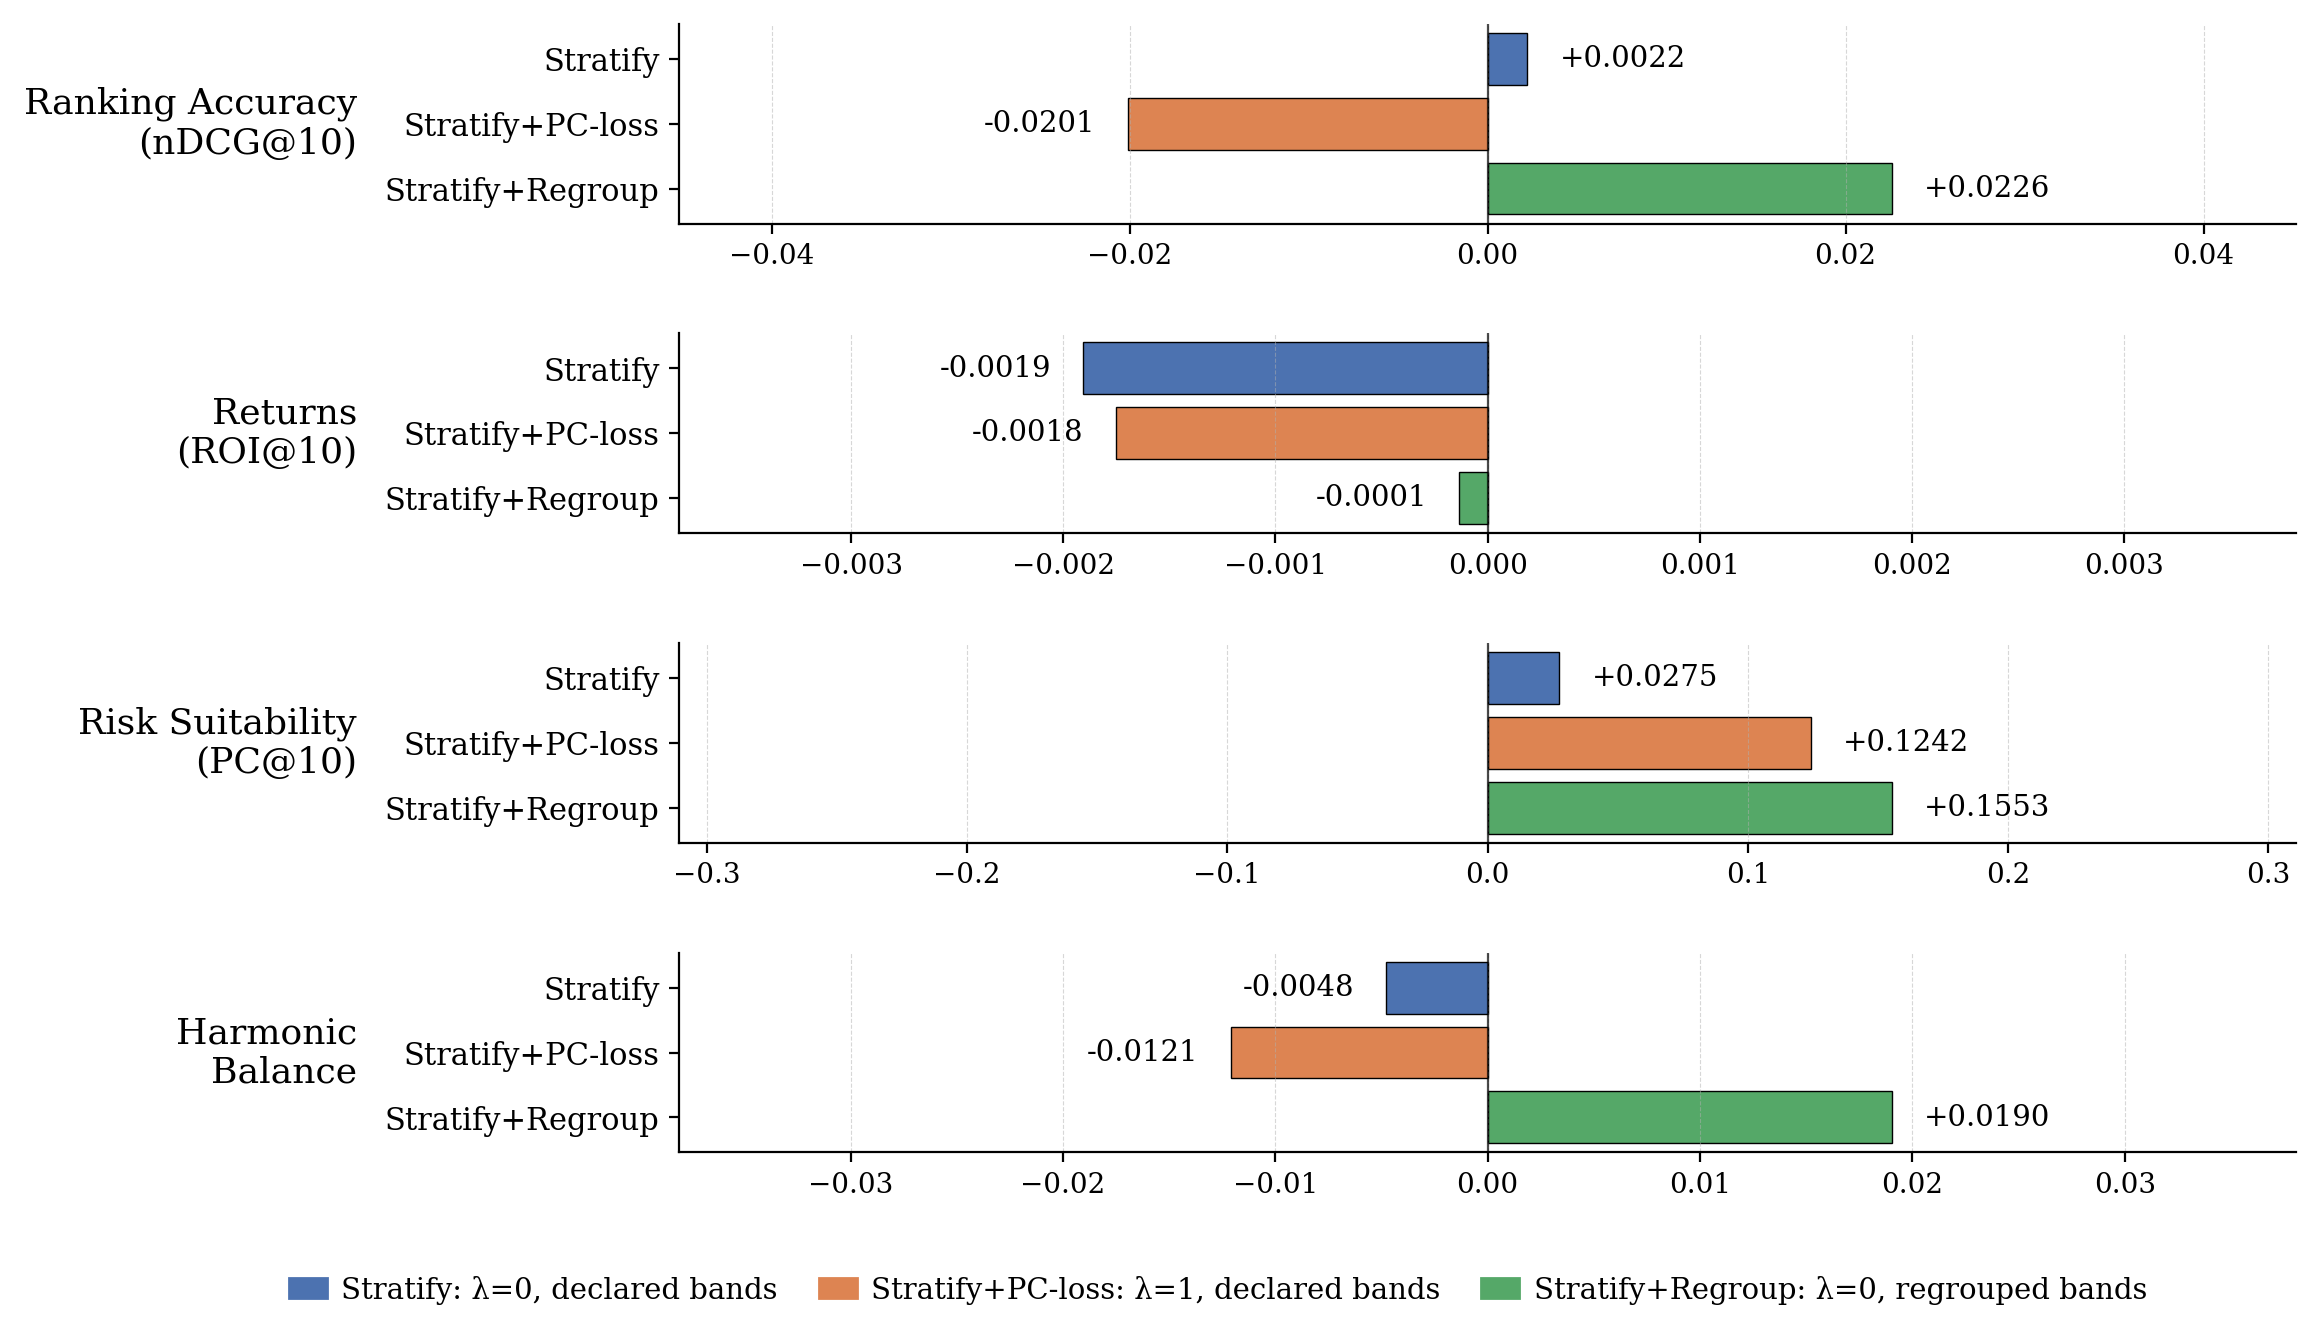 Ranking Accuracy
(nDCG@10)
Stratify
+0.0022
Stratify+PC-loss
-0.0201
Stratify+Regroup
+0.0226
−0.04 −0.02 0.00 0.02 0.04
Returns
(ROI@10)
Stratify
-0.0019
Stratify+PC-loss
-0.0018
Stratify+Regroup
-0.0001
−0.003 −0.002 −0.001 0.000 0.001 0.002 0.003
Risk Suitability
(PC@10)
Stratify
+0.0275
Stratify+PC-loss
+0.1242
Stratify+Regroup
+0.1553
−0.3 −0.2 −0.1 0.0 0.1 0.2 0.3
Harmonic
Balance
Stratify
-0.0048
Stratify+PC-loss
-0.0121
Stratify+Regroup
+0.0190
−0.03 −0.02 −0.01 0.00 0.01 0.02 0.03
Stratify: λ=0, declared bands
Stratify+PC-loss: λ=1, declared bands
Stratify+Regroup: λ=0, regrouped bands